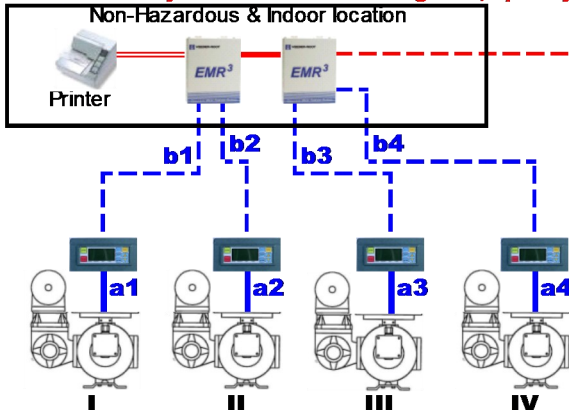 Non-Hazardous & Indoor location
EMR³
EMR³
Printer
b1
b2
b3
b4
a1
a2
a3
a4
I
II
III
IV